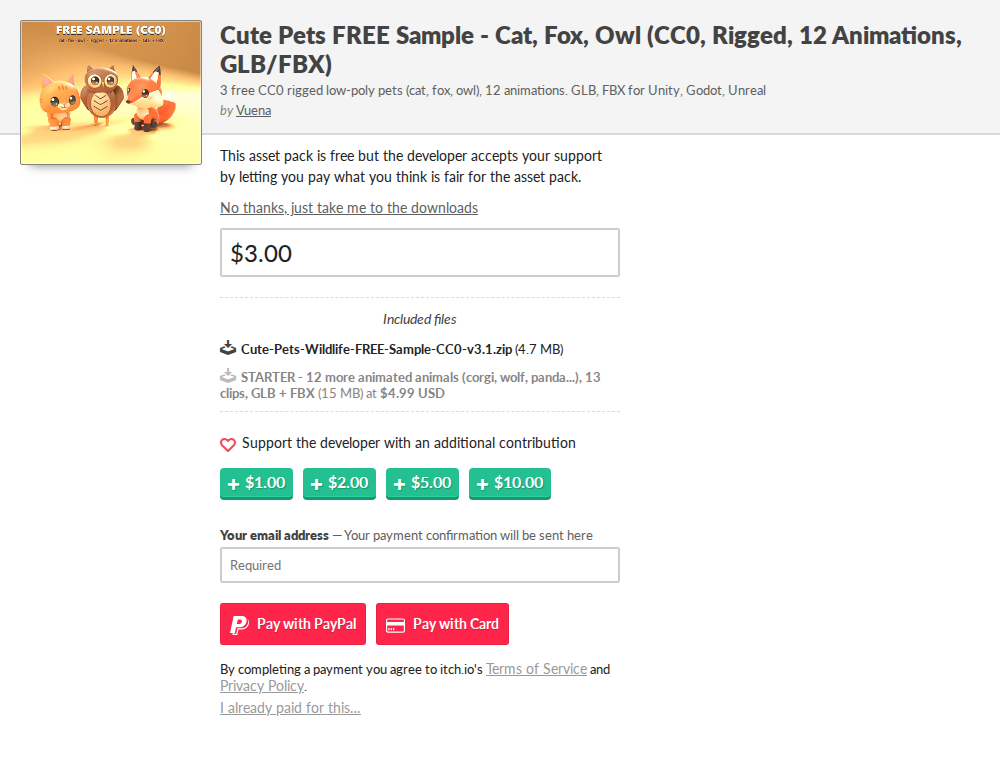 FREE SAMPLE (CC0)
Cute Pets FREE Sample - Cat, Fox, Owl (CC0, Rigged, 12 Animations,
GLB/FBX)
3 free CC0 rigged low-poly pets (cat, fox, owl), 12 animations. GLB, FBX for Unity, Godot, Unreal
by Vuena
This asset pack is free but the developer accepts your support
by letting you pay what you think is fair for the asset pack.
No thanks, just take me to the downloads
$3.00
Included files
Cute-Pets-Wildlife-FREE-Sample-CC0-v3.1.zip (4.7 MB)
STARTER - 12 more animated animals (corgi, wolf, panda...), 13
clips, GLB + FBX (15 MB) at $4.99 USD
Support the developer with an additional contribution
+ $1.00 + $2.00 + $5.00 + $10.00
Your email address — Your payment confirmation will be sent here
Required
Pay with PayPal Pay with Card
By completing a payment you agree to itch.io's Terms of Service and
Privacy Policy.
I already paid for this...